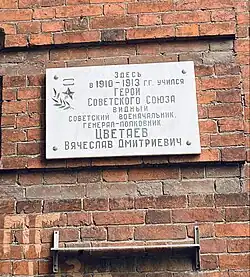 ЗДЕСЬ
В 1910-1913 ГГ. УЧИЛСЯ
ГЕРОЙ
СОВЕТСКОГО СОЮЗА
ВИДНЫЙ
СОВЕТСКИЙ ВОЕНАЧАЛЬНИК,
ГЕНЕРАЛ-ПОЛКОВНИК
ЦВЕТАЕВ
ВЯЧЕСЛАВ ДМИТРИЕВИЧ